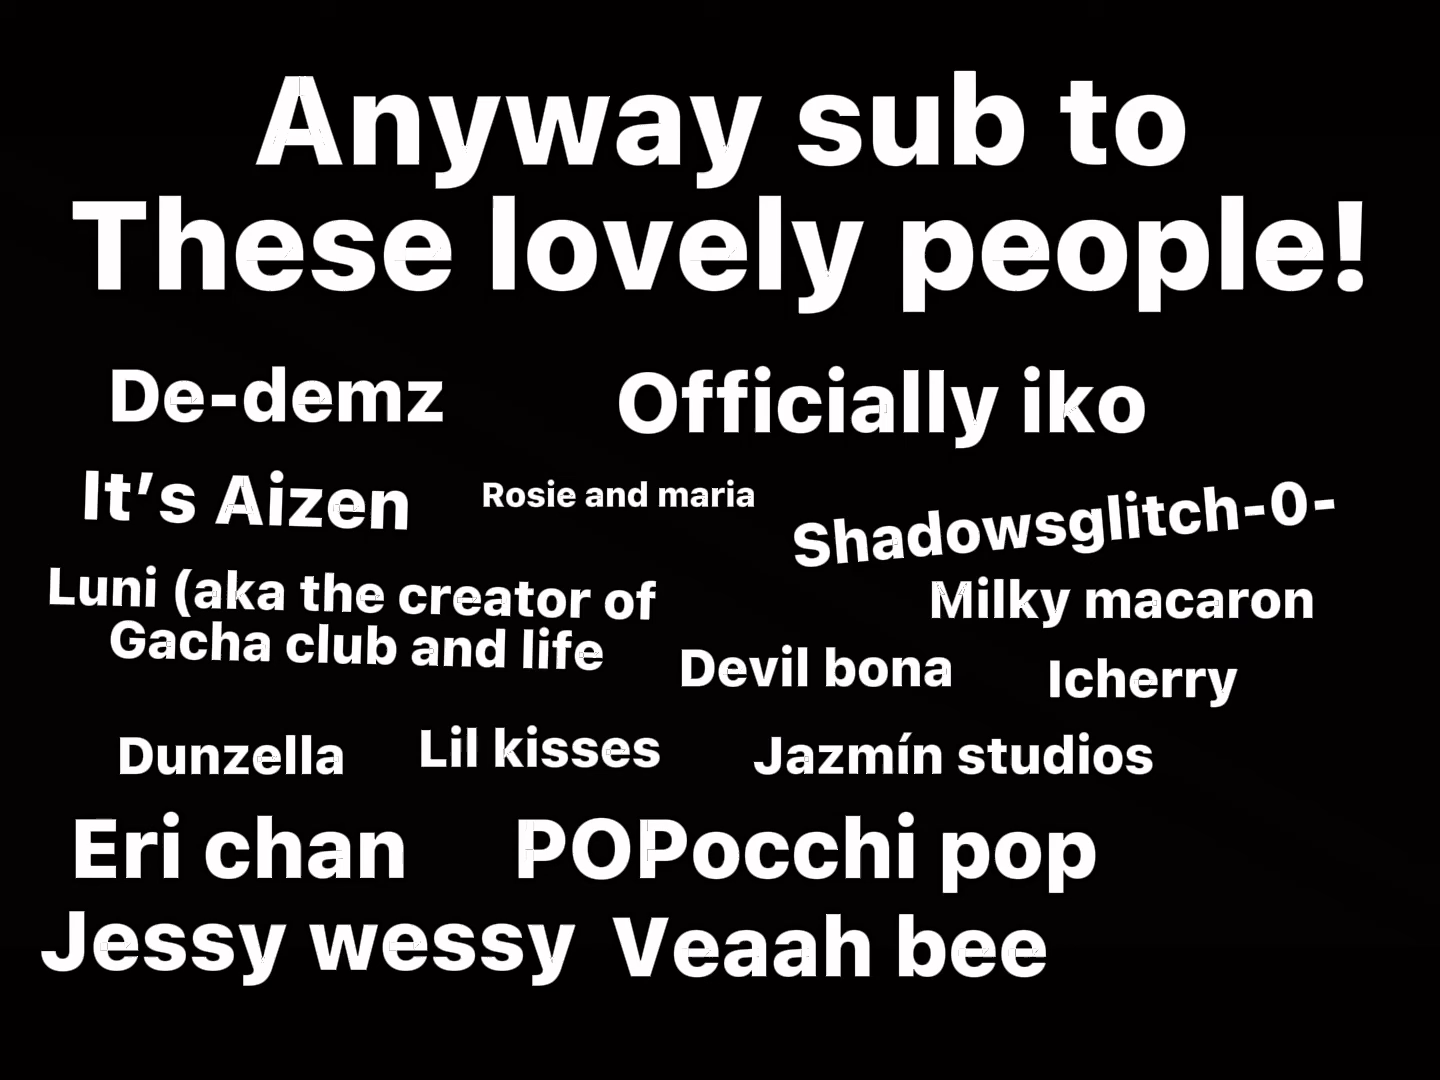 Anyway sub to
These lovely people!
De-demz
Officially iko
It’s Aizen
Rosie and maria
Shadowsglitch-0-
Luni (aka the creator of
Gacha club and life
Milky macaron
Devil bona
Icherry
Dunzella
Lil kisses
Jazmín studios
Eri chan
POPocchi pop
Jessy wessy
Veaah bee